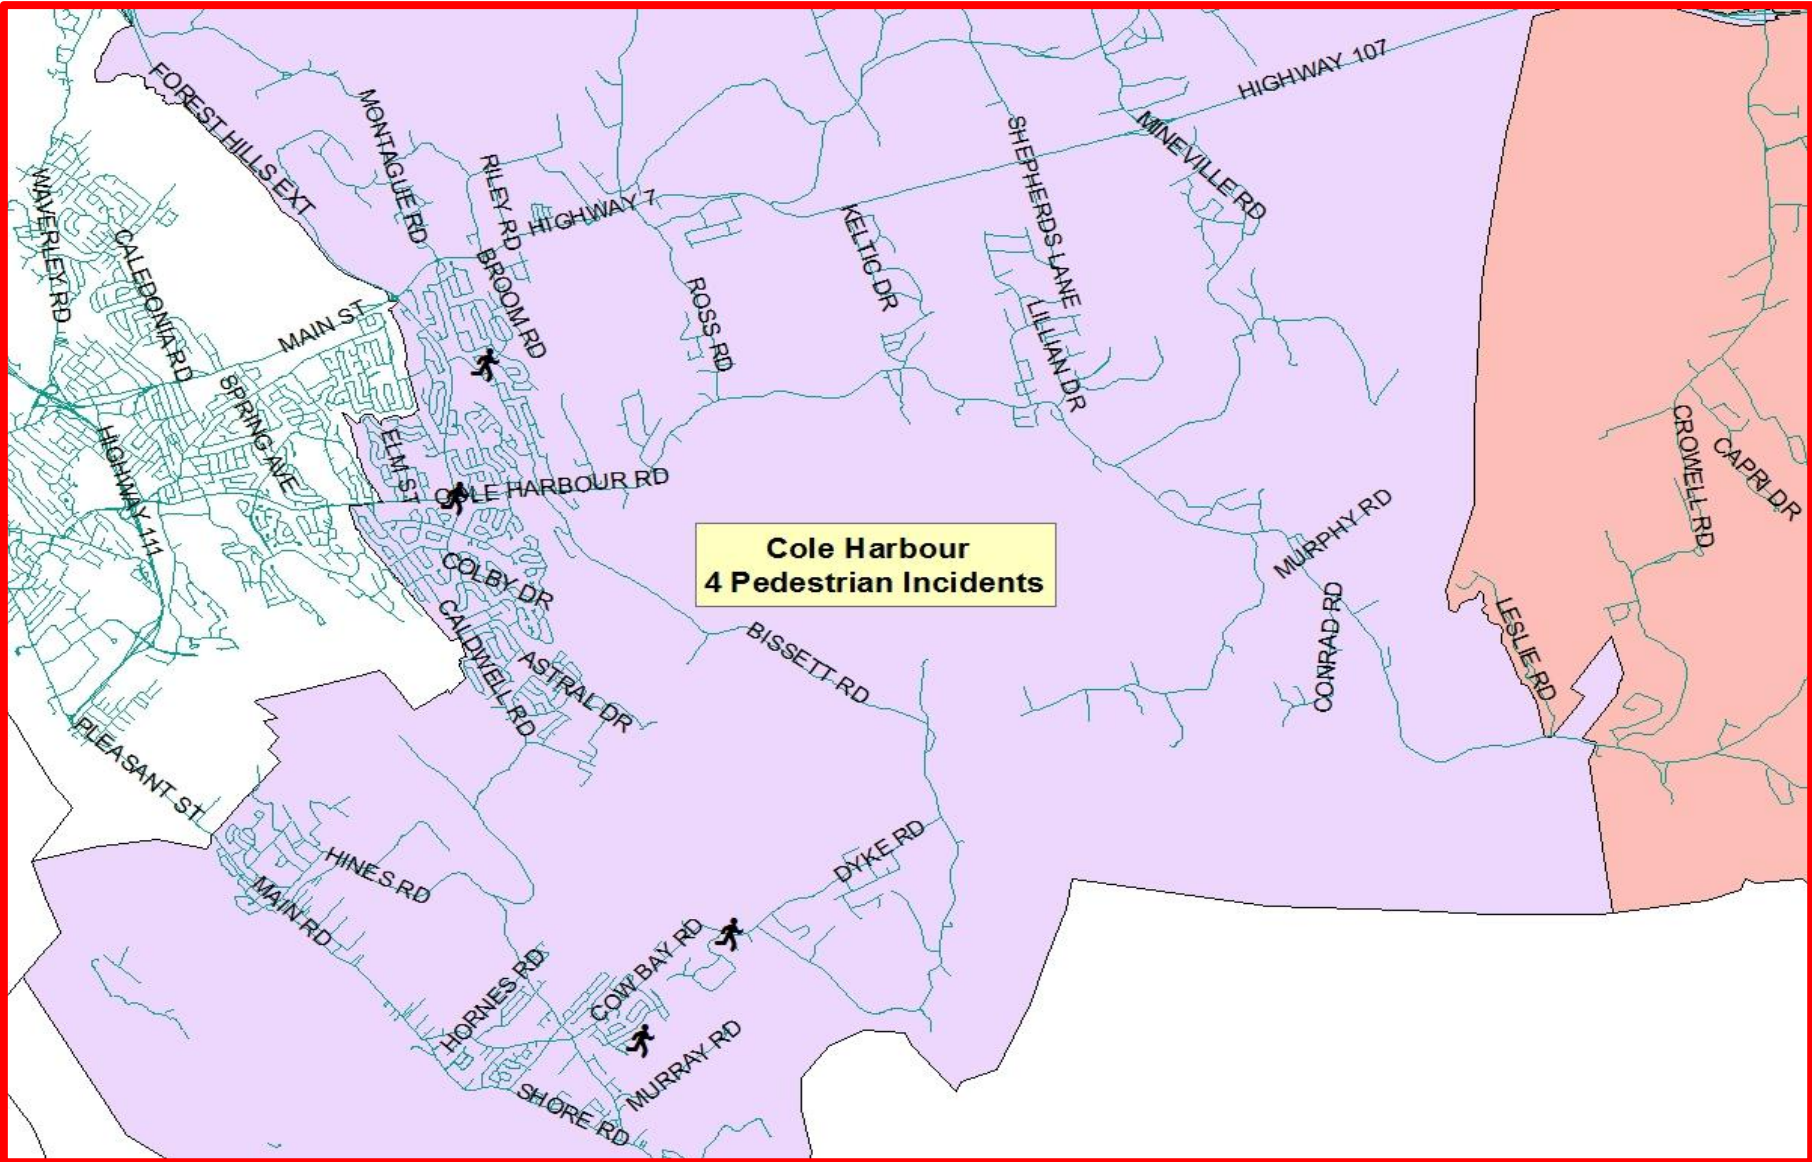 HIGHWAY 107
FOREST HILLS EXT
MONTAGUE RD
MINEVILLE RD
SHEPHERDS LANE
RILEY RD
WAVERLEY RD
HIGHWAY 7
KELTIC DR
CALEDONIA RD
BROOM RD
ROSS RD
MAIN ST
LILLIAN DR
SPRING AVE
CROWELL RD
CAPRI DR
HIGHWAY 111
ELM ST
COLE HARBOUR RD
MURPHY RD
Cole Harbour
4 Pedestrian Incidents
COLBY DR
CALDWELL RD
CONRAD RD
LESLIE RD
BISSETT RD
ASTRAL DR
PLEASANT ST
DYKE RD
HINES RD
MAIN RD
COW BAY RD
HORNES RD
MURRAY RD
SHORE RD